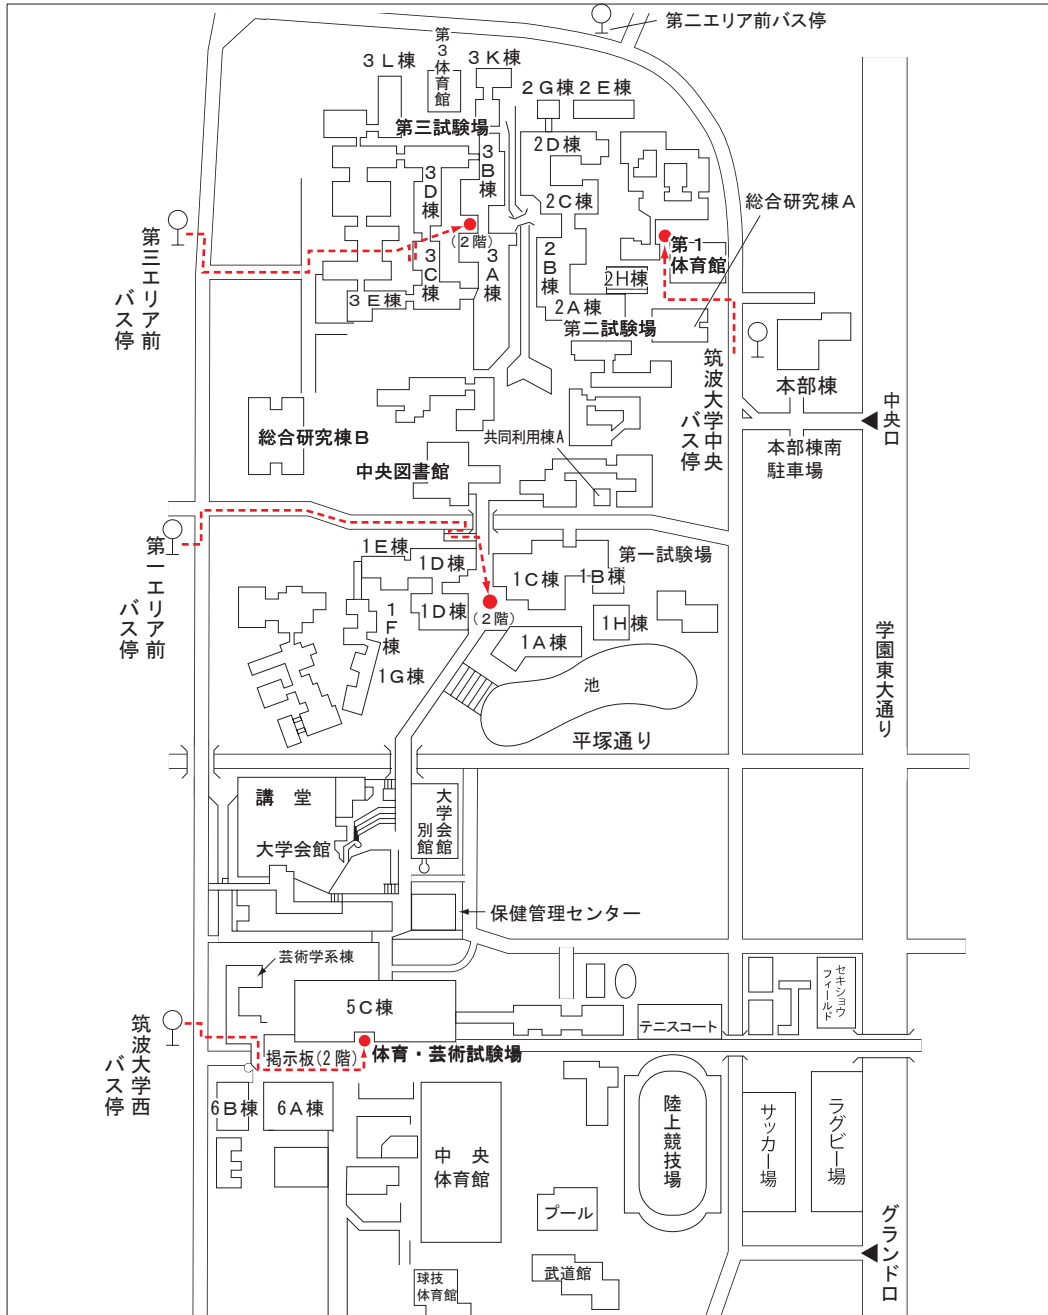 第二エリア前バス停
第3体育館
3L棟
3K棟
2G棟
2E棟
第三試験場
2D棟
3B棟
3D棟
2C棟
総合研究棟A
(2階)
第1
体育館
第三エリア前
バス停
3C棟
3A棟
2B棟
2H棟
3E棟
2A棟
第二試験場
筑波大学中央
バス停
本部棟
中央口
総合研究棟B
共同利用棟A
本部棟南
駐車場
中央図書館
第一エリア前
バス停
1E棟
1D棟
第一試験場
1C棟
1B棟
1D棟
1F棟
(2階)
1H棟
1A棟
1G棟
池
学園東大通り
平塚通り
講堂
大学会館
別館
大学会館
保健管理センター
芸術学系棟
セキショウ
フィールド
5C棟
テニスコート
筑波大学西
バス停
掲示板(2階)
体育・芸術試験場
6B棟
6A棟
陸上競技場
サッカー場
ラグビー場
中央
体育館
プール
グランド口
球技
体育館
武道館